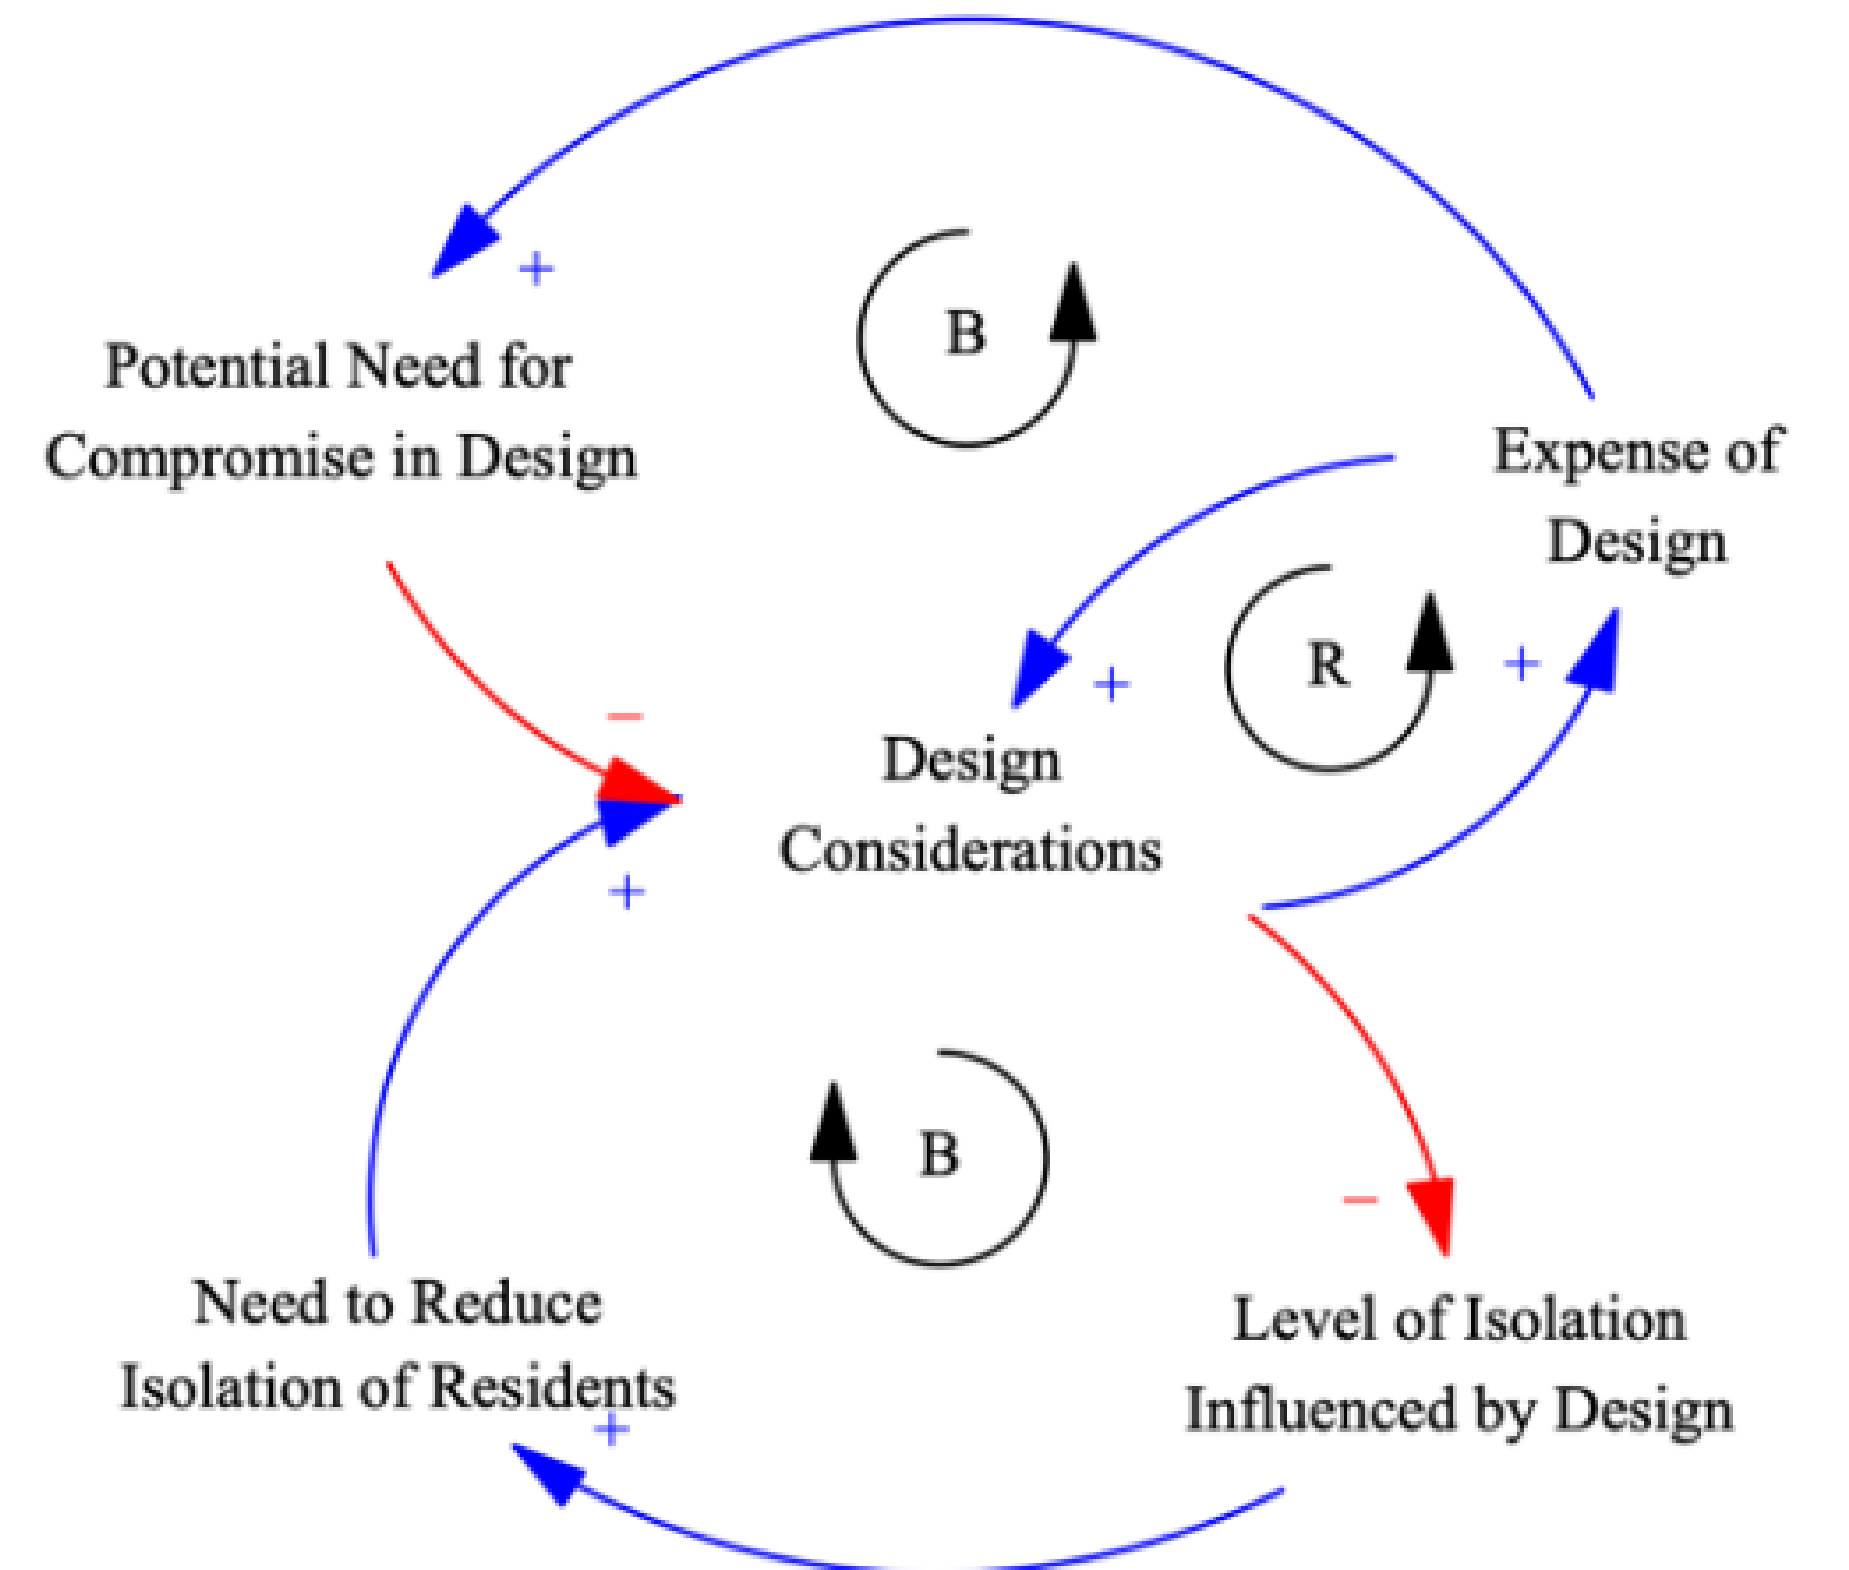 +
B
Potential Need for
Compromise in Design
Expense of
Design
+
R
+
−
Design
Considerations
+
B
−
Need to Reduce
Isolation of Residents
+
Level of Isolation
Influenced by Design